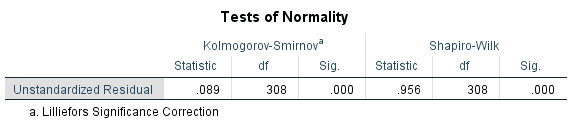 Tests of Normality
Kolmogorov-Smirnovª Shapiro-Wilk
Statistic df Sig. Statistic df Sig.
Unstandardized Residual .089 308 .000 .956 308 .000
a. Lilliefors Significance Correction